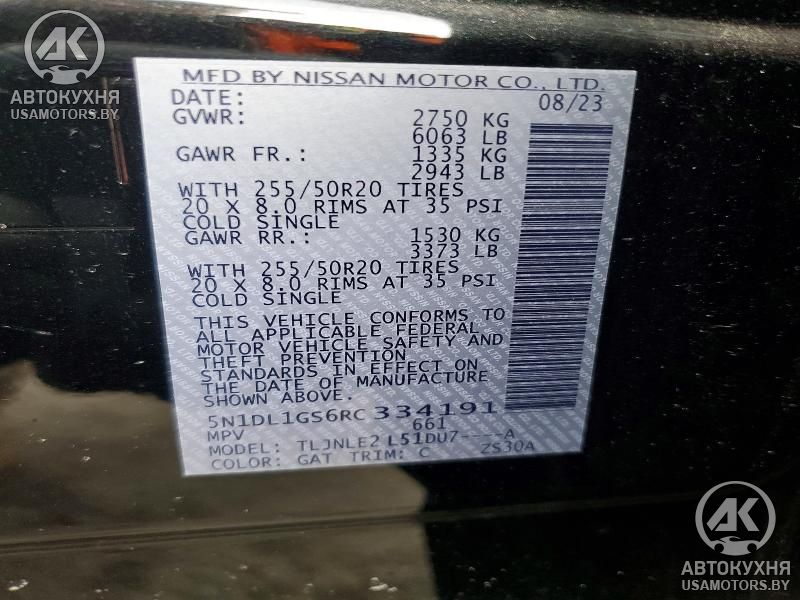 AK
АВТОКУХНЯ
USAMOTORS.BY
MFD BY NISSAN MOTOR CO., LTD.
DATE: 08/23
GVWR: 2750 KG
6063 LB
GAWR FR.: 1335 KG
2943 LB
WITH 255/50R20 TIRES
20 X 8.0 RIMS AT 35 PSI
COLD SINGLE
GAWR RR.: 1530 KG
3373 LB
WITH 255/50R20 TIRES
20 X 8.0 RIMS AT 35 PSI
COLD SINGLE
THIS VEHICLE CONFORMS TO
ALL APPLICABLE FEDERAL
MOTOR VEHICLE SAFETY AND
THEFT PREVENTION
STANDARDS IN EFFECT ON
THE DATE OF MANUFACTURE
SHOWN ABOVE.
5N1DL1GS6RC 334191
MPV 661
MODEL: TLJNLE2 L51DU7----A
COLOR: GAT TRIM: C ZS30A
AK
АВТОКУХНЯ
USAMOTORS.BY